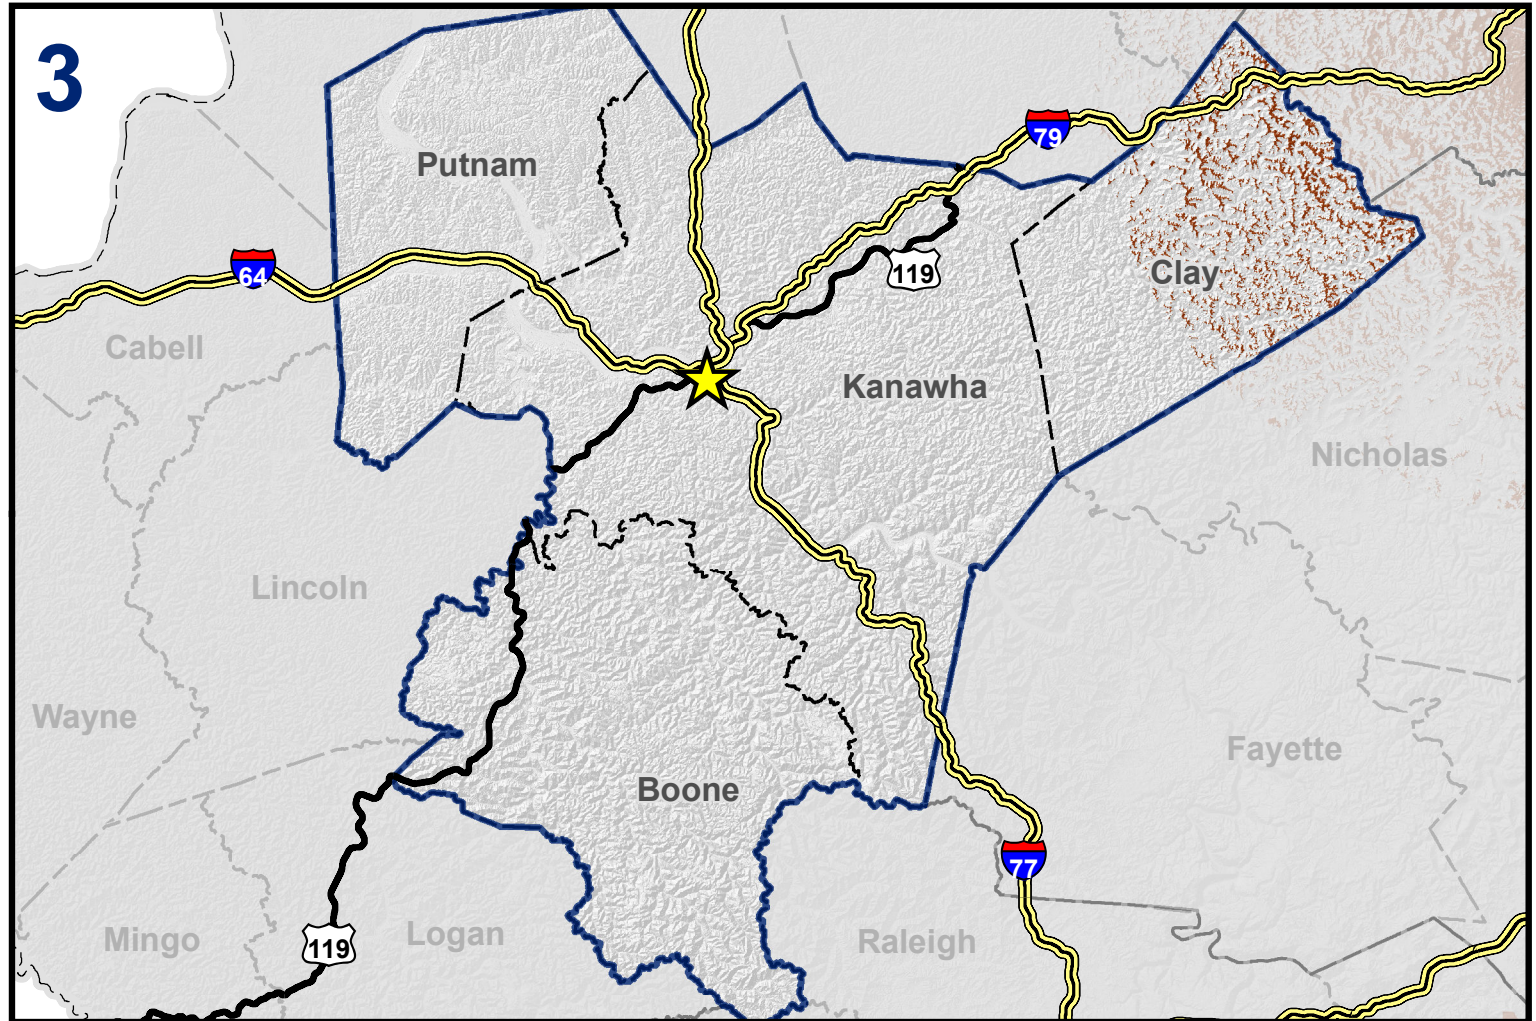 3
79
Putnam
64
119
Clay
Cabell
Kanawha
Nicholas
Lincoln
Wayne
Fayette
Boone
77
119
Mingo
Logan
Raleigh